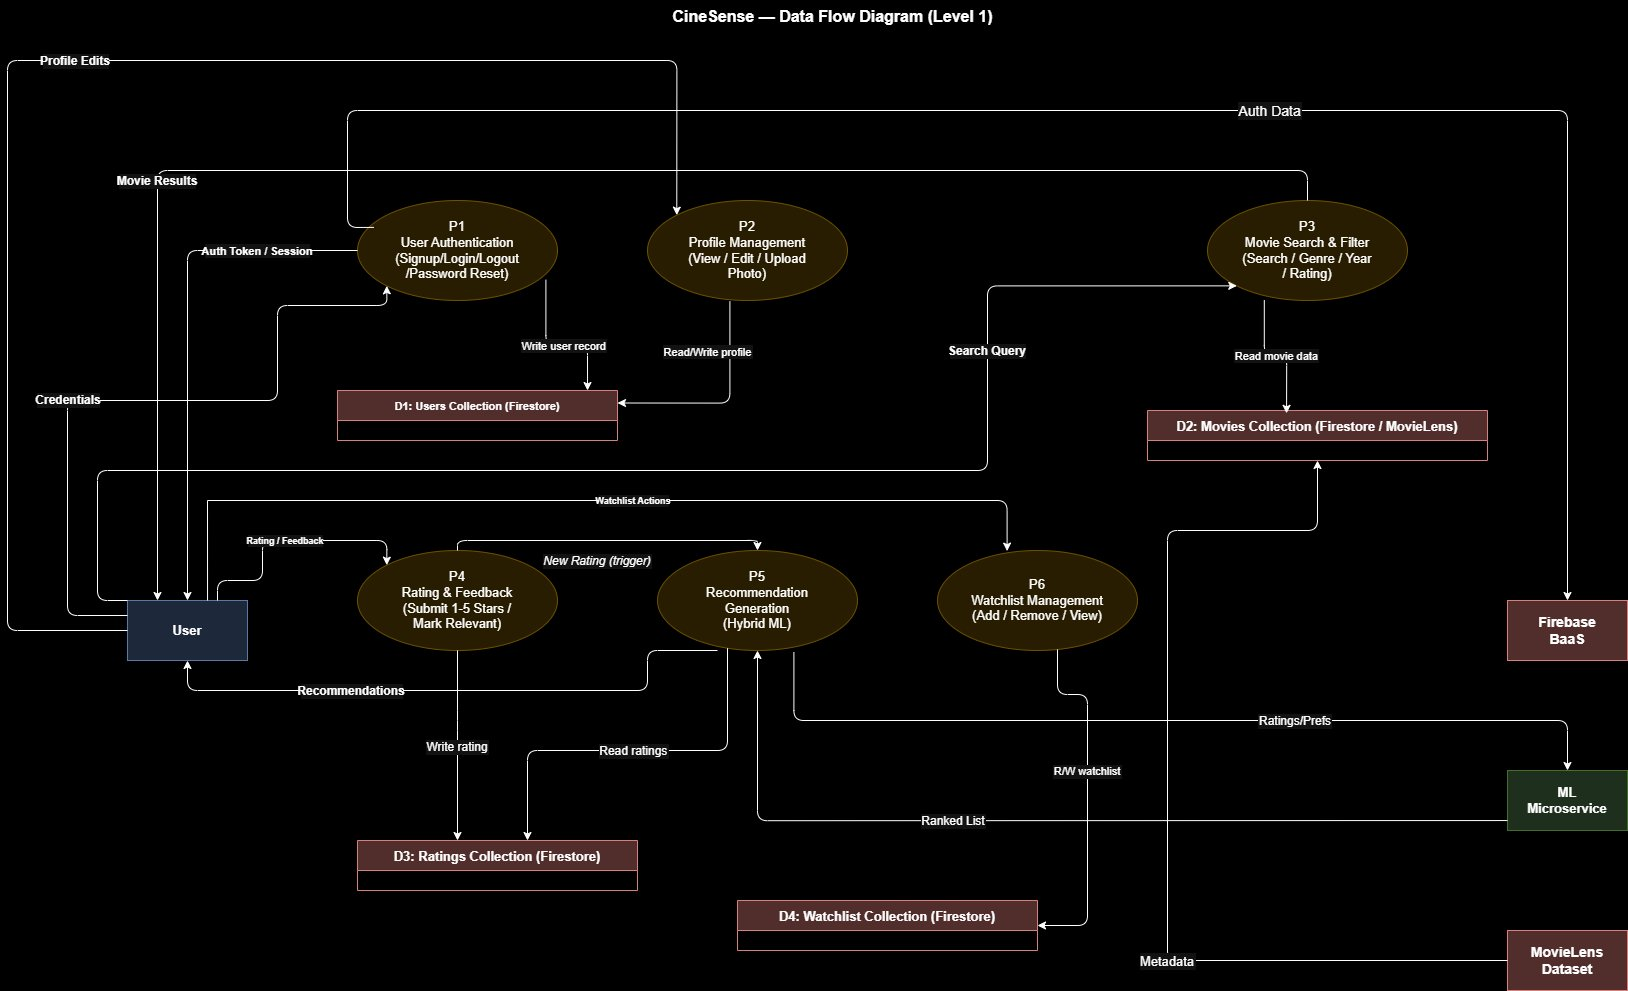 CineSense — Data Flow Diagram (Level 1)
Profile Edits
Auth Data
Movie Results
P1
User Authentication
(Signup/Login/Logout
/Password Reset)
P2
Profile Management
(View / Edit / Upload
Photo)
P3
Movie Search & Filter
(Search / Genre / Year
/ Rating)
Auth Token / Session
Write user record
Read/Write profile
Search Query
Read movie data
Credentials
D1: Users Collection (Firestore)
D2: Movies Collection (Firestore / MovieLens)
Watchlist Actions
Rating / Feedback
New Rating (trigger)
P4
Rating & Feedback
(Submit 1-5 Stars /
Mark Relevant)
P5
Recommendation
Generation
(Hybrid ML)
P6
Watchlist Management
(Add / Remove / View)
User
Firebase
BaaS
Recommendations
Ratings/Prefs
Write rating
Read ratings
R/W watchlist
ML
Microservice
Ranked List
D3: Ratings Collection (Firestore)
D4: Watchlist Collection (Firestore)
Metadata
MovieLens
Dataset